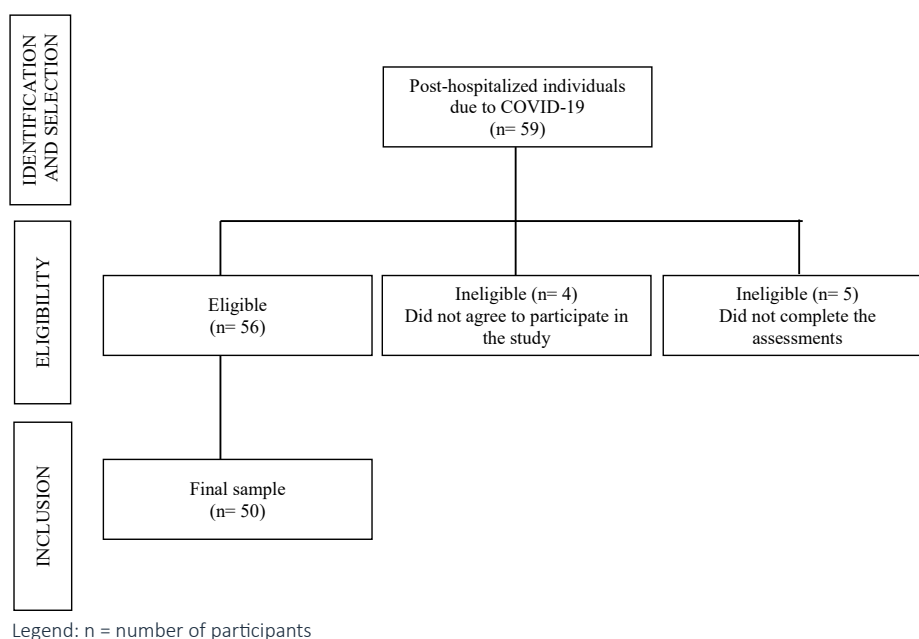 IDENTIFICATION
AND SELECTION
Post-hospitalized individuals
due to COVID-19
(n= 59)
ELIGIBILITY
Eligible
(n= 56)
Ineligible (n= 4)
Did not agree to participate in
the study
Ineligible (n= 5)
Did not complete the
assessments
INCLUSION
Final sample
(n= 50)
Legend: n = number of participants